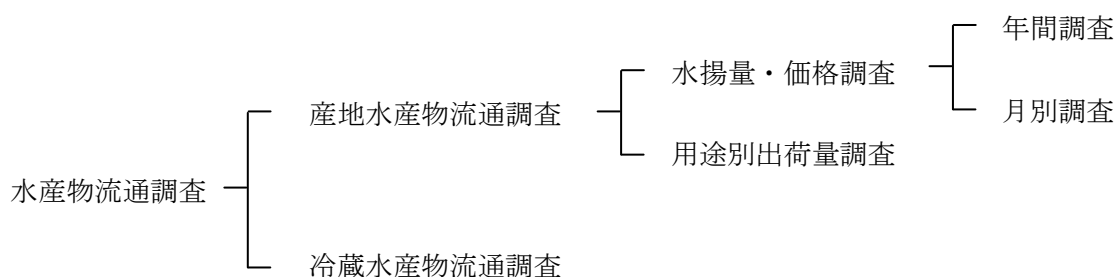 水産物流通調査
産地水産物流通調査
水揚量・価格調査
年間調査
月別調査
用途別出荷量調査
冷蔵水産物流通調査